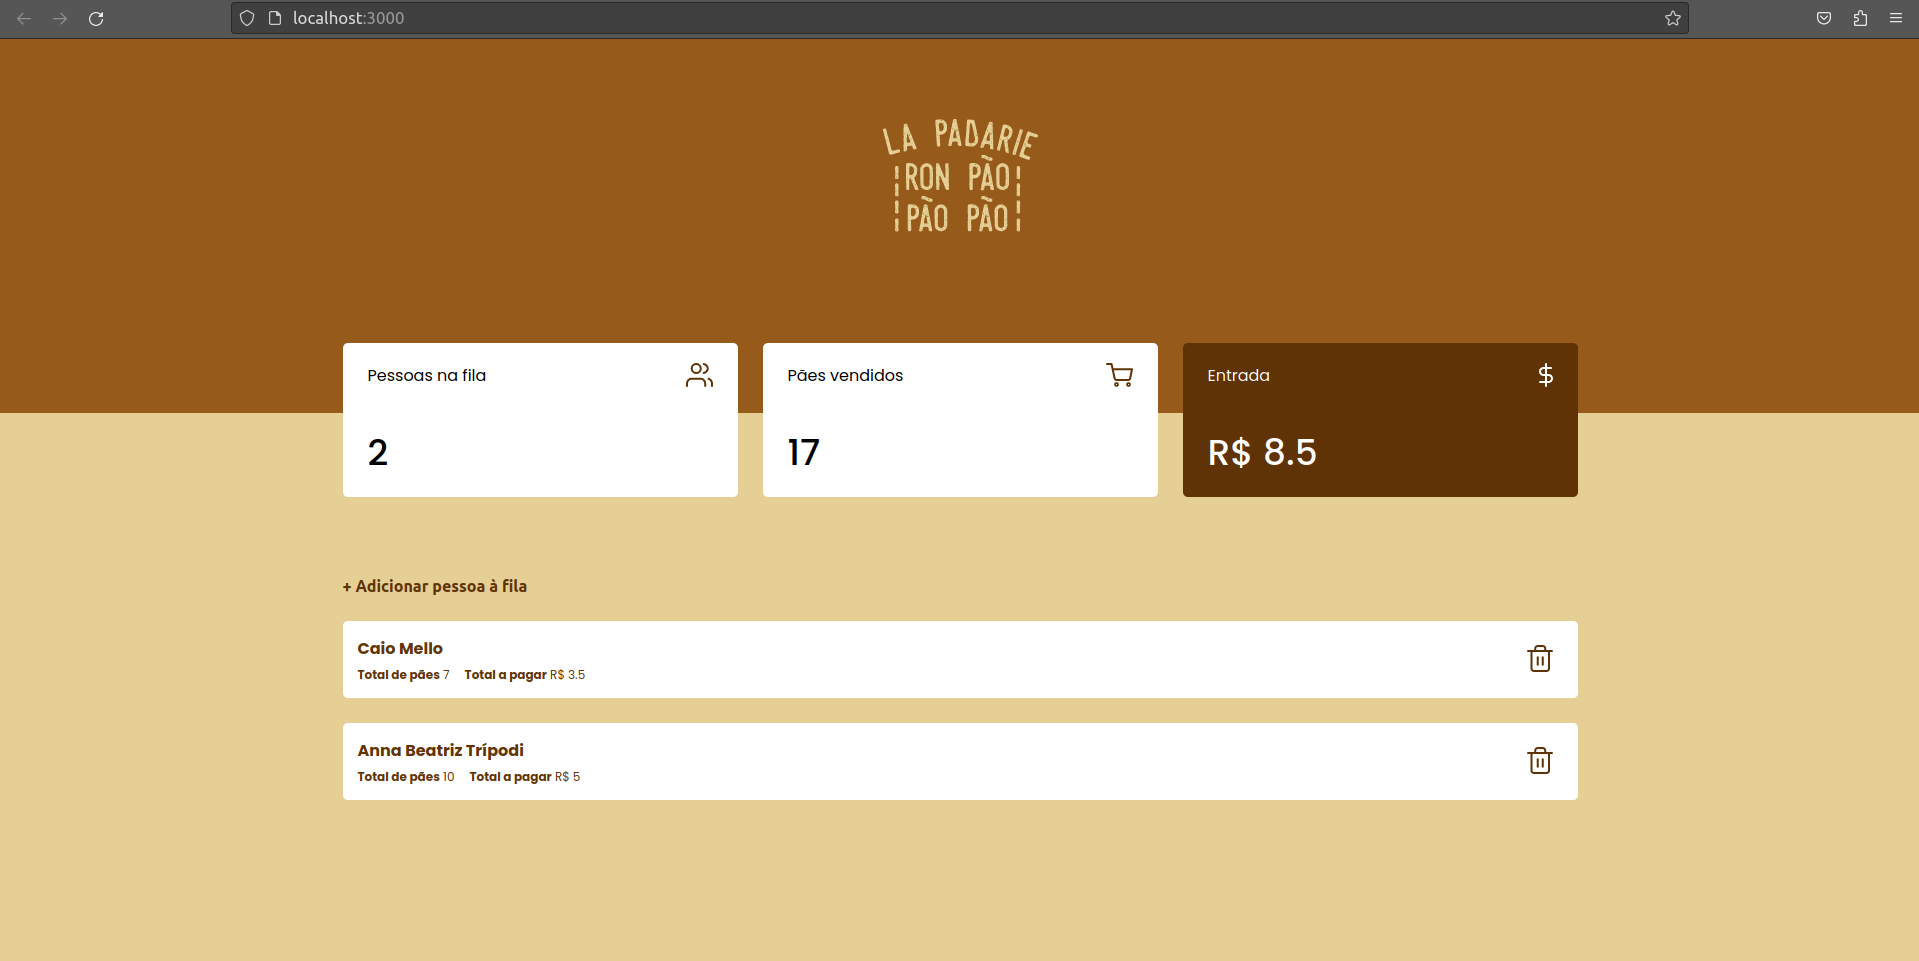 localhost:3000
LA PADARIE
RON PÃO
PÃO PÃO
Pessoas na fila
2
Pães vendidos
17
Entrada
$
R$ 8.5
+ Adicionar pessoa à fila
Caio Mello
Total de pães 7 Total a pagar R$ 3.5
Anna Beatriz Trípodi
Total de pães 10 Total a pagar R$ 5